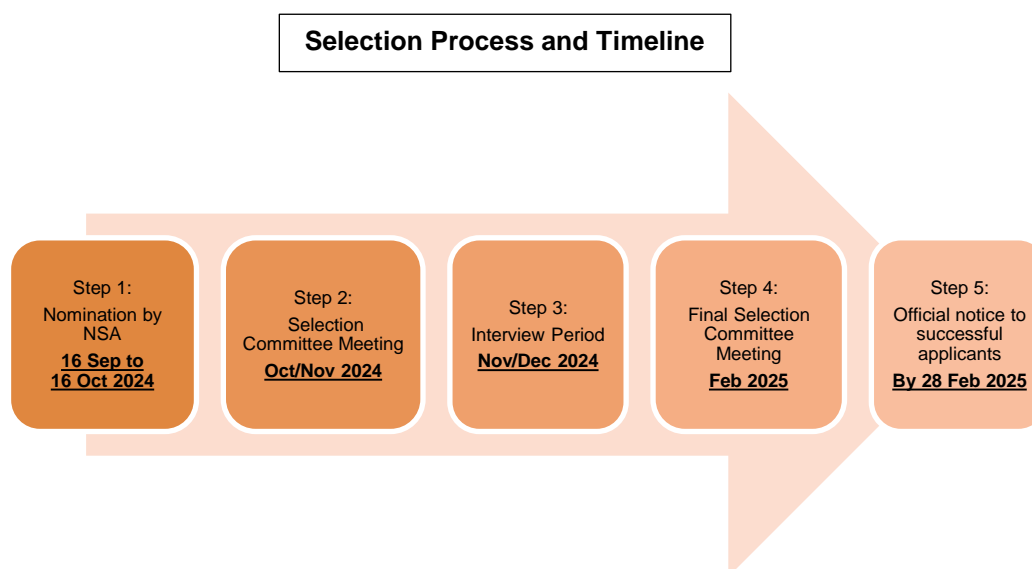 Selection Process and Timeline
Step 1:
Nomination by
NSA
16 Sep to
16 Oct 2024
Step 2:
Selection
Committee Meeting
Oct/Nov 2024
Step 3:
Interview Period
Nov/Dec 2024
Step 4:
Final Selection
Committee
Meeting
Feb 2025
Step 5:
Official notice to
successful
applicants
By 28 Feb 2025